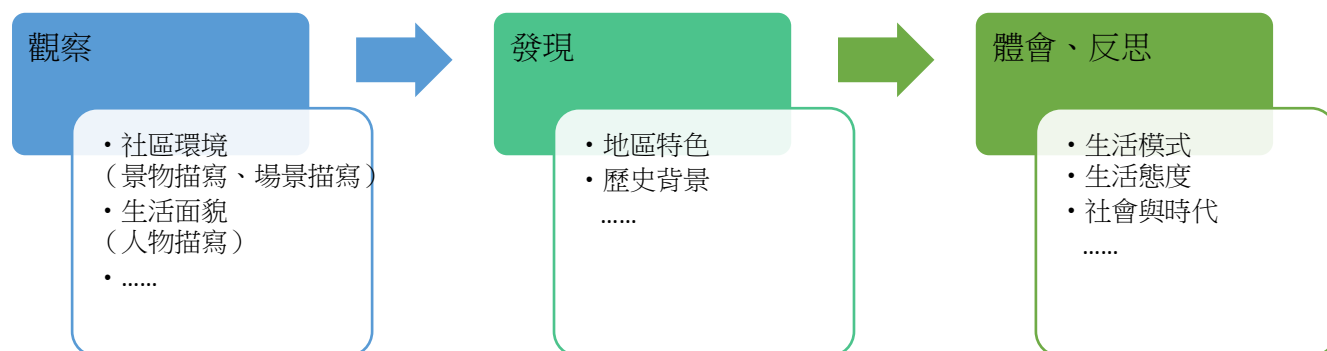 觀察
・社區環境
（景物描寫、場景描寫）
・生活面貌
（人物描寫）
・……
發現
・地區特色
・歷史背景
……
體會、反思
・生活模式
・生活態度
・社會與時代
……